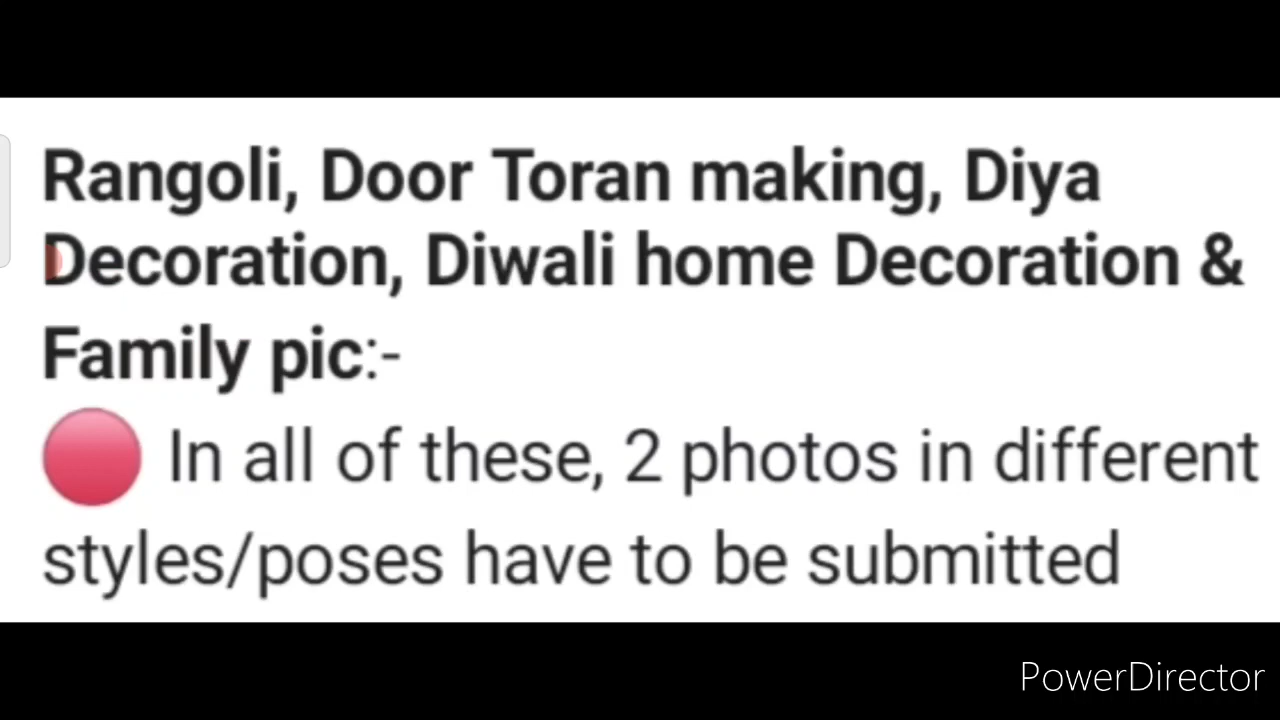 Rangoli, Door Toran making, Diya
Decoration, Diwali home Decoration &
Family pic:-
🔴 In all of these, 2 photos in different
styles/poses have to be submitted
PowerDirector